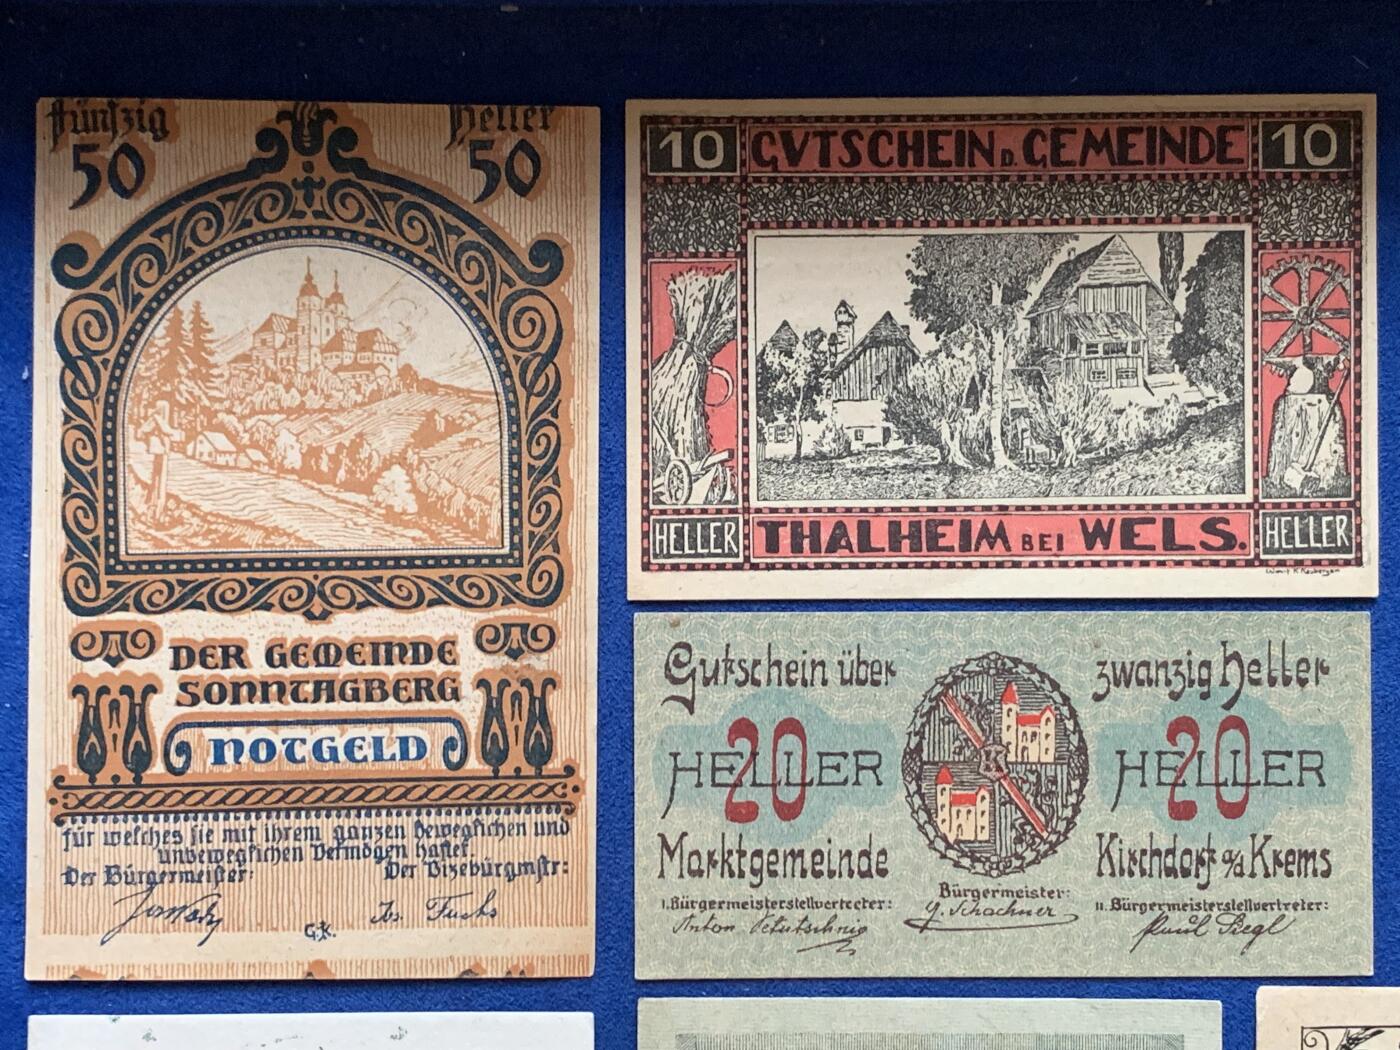 fünfzig Heller
50 50
DER GEMEINDE
SONNTAGBERG
NOTGELD
für welches sie mit ihrem ganzen beweglichen und
unbeweglichen Vermögen haftet.
Der Bürgermeister: Der Vizebürgmstr:
Fuchs
G.K.
10 GVTSCHEIN D. GEMEINDE 10
HELLER THALHEIM BEI WELS. HELLER
Gutschein über zwanzig Heller
20 HELLER 20 HELLER
Marktgemeinde Kirchdorf a/d Krems
I. Bürgermeisterstellvertreter: Bürgermeister: II. Bürgermeisterstellvertreter:
Anton Schachner